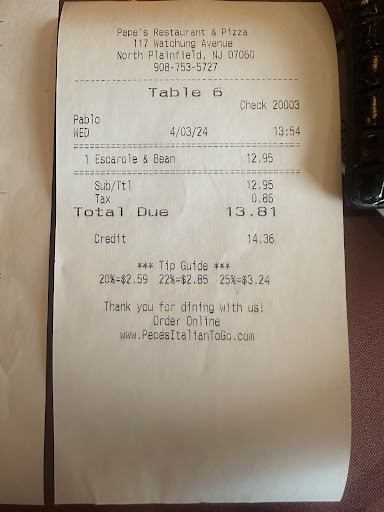 Pepe's Restaurant & Pizza
117 Watchung Avenue
North Plainfield, NJ 07060
908-753-5727
Table 6
Check 20003
Pablo
WED 4/03/24 13:54
1 Escarole & Bean 12.95
Sub/Ttl 12.95
Tax 0.86
Total Due 13.81
Credit 14.36
*** Tip Guide ***
20%=$2.59 22%=$2.85 25%=$3.24
Thank you for dining with us!
Order Online
www.PepesItalianToGo.com